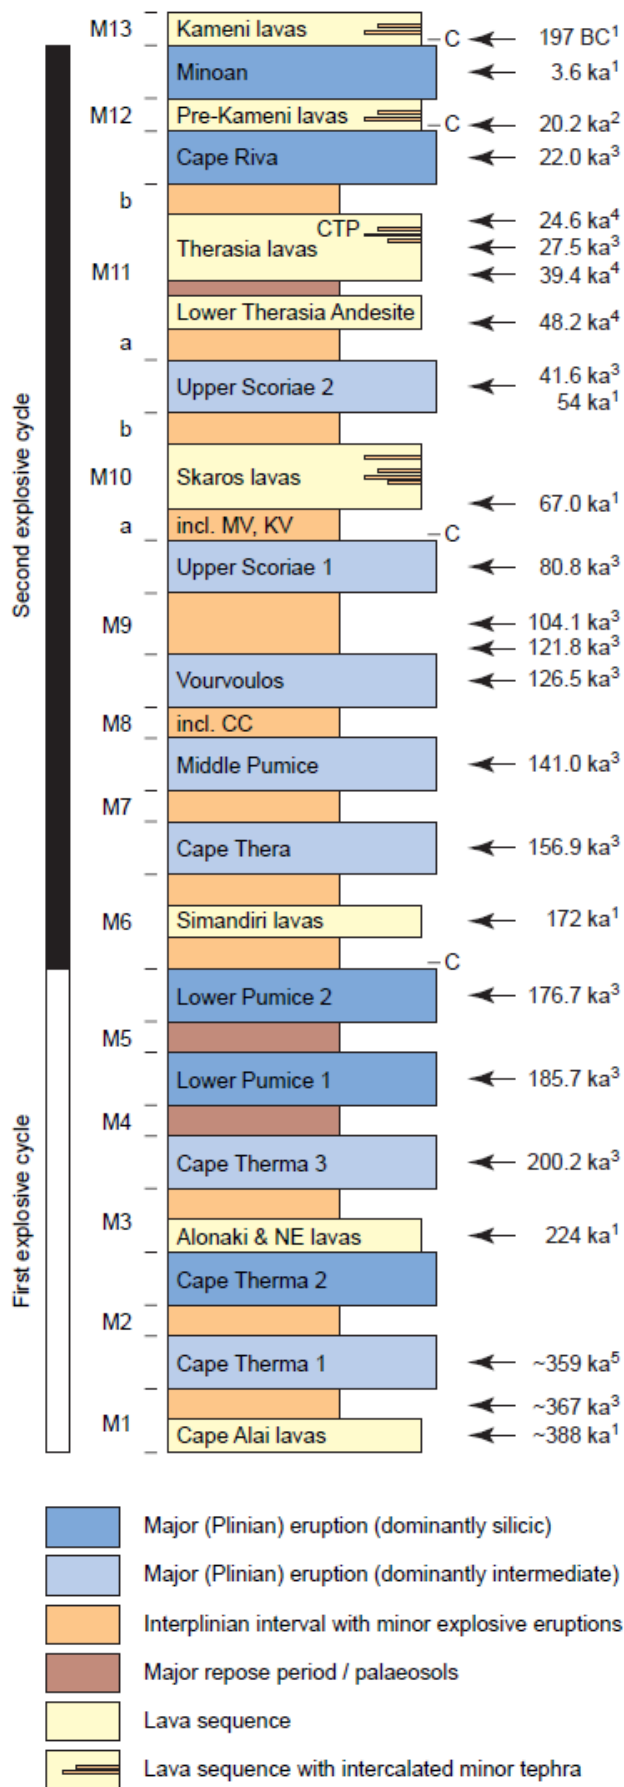 M13 Kameni lavas C 197 BC¹
Minoan 3.6 ka¹
M12 Pre-Kameni lavas C 20.2 ka²
Cape Riva 22.0 ka³
b
24.6 ka⁴
CTP
Therasia lavas 27.5 ka³
M11 39.4 ka⁴
Lower Therasia Andesite 48.2 ka⁴
a
41.6 ka³
Upper Scoriae 2
54 ka¹
b
M10 Skaros lavas
67.0 ka¹
a incl. MV, KV
C
Upper Scoriae 1 80.8 ka³
M9 104.1 ka³
121.8 ka³
Vourvoulos 126.5 ka³
M8 incl. CC
Middle Pumice 141.0 ka³
M7
Cape Thera 156.9 ka³
M6 Simandiri lavas 172 ka¹
C
Lower Pumice 2 176.7 ka³
M5
Lower Pumice 1 185.7 ka³
M4
Cape Therma 3 200.2 ka³
M3
Alonaki & NE lavas 224 ka¹
Cape Therma 2
M2
Cape Therma 1 ~359 ka⁵
~367 ka³
M1
Cape Alai lavas ~388 ka¹
Second explosive cycle
First explosive cycle
Major (Plinian) eruption (dominantly silicic)
Major (Plinian) eruption (dominantly intermediate)
Interplinian interval with minor explosive eruptions
Major repose period / palaeosols
Lava sequence
Lava sequence with intercalated minor tephra